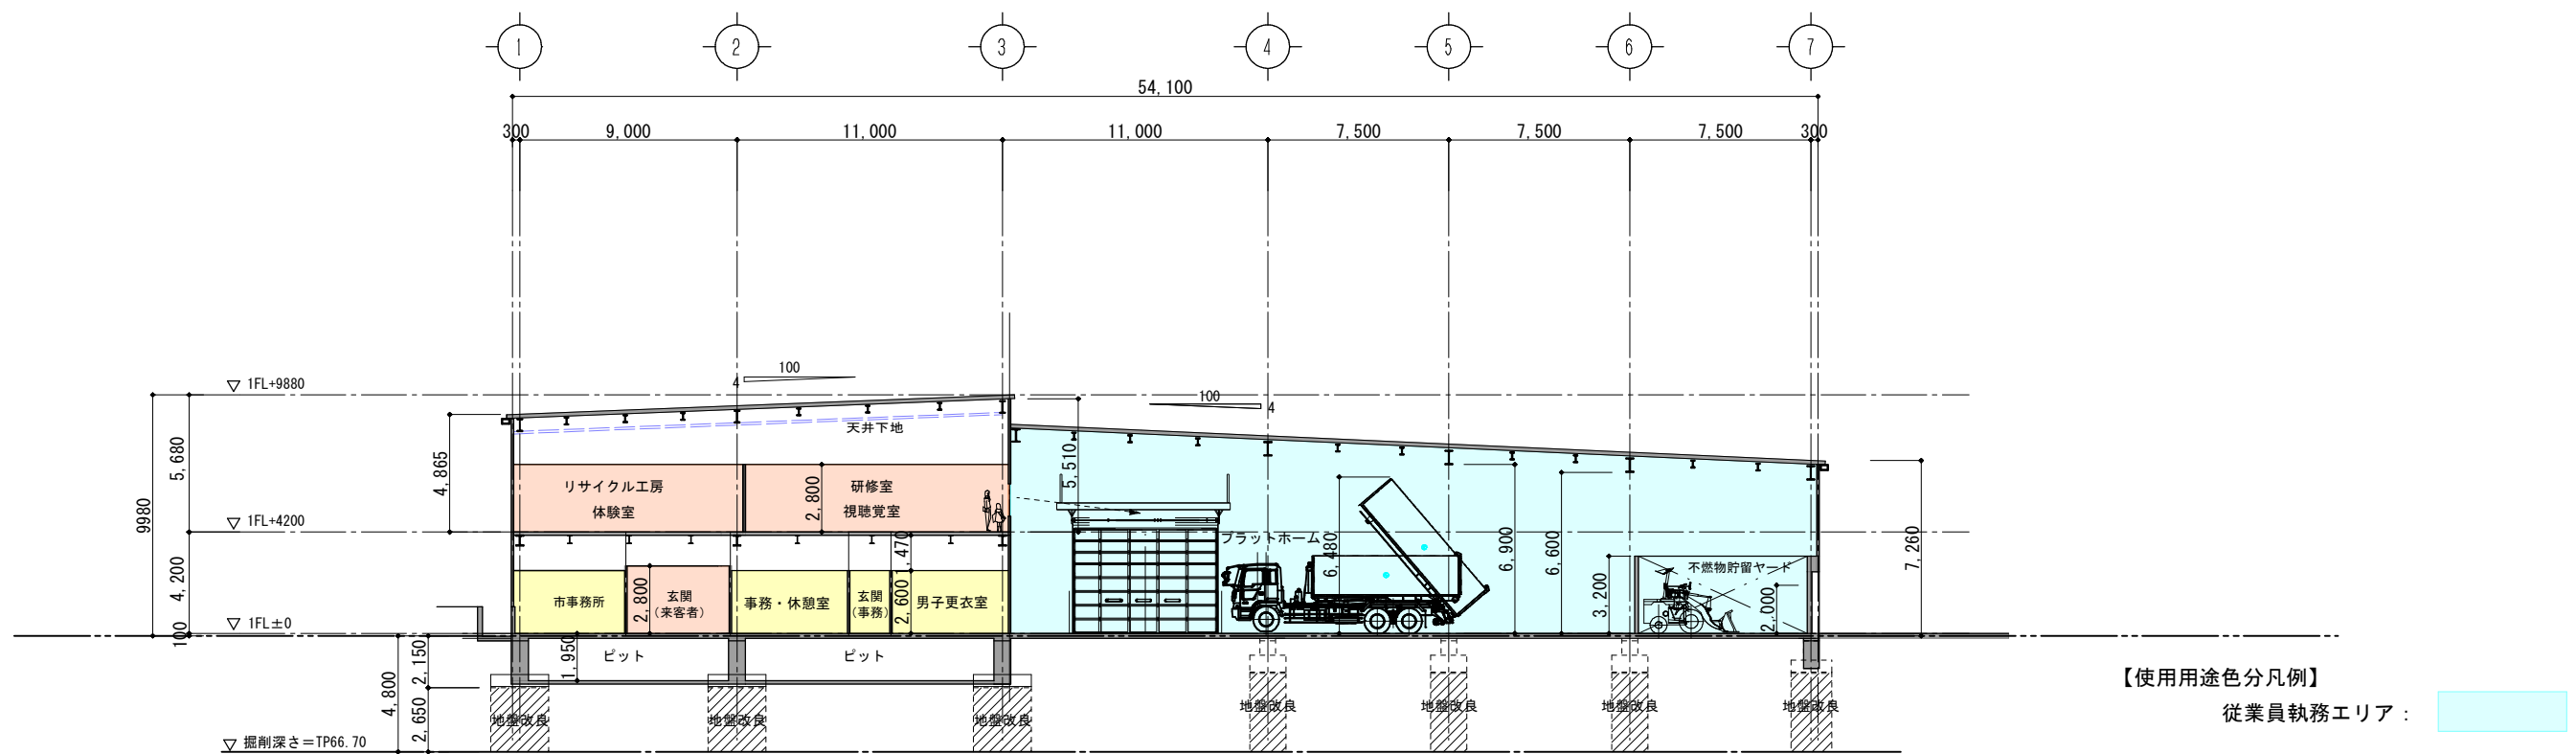 1 2 3 4 5 6 7
54,100
300 9,000 11,000 11,000 7,500 7,500 7,500 300
100
4
100
4
▽ 1FL+9880
天井下地
5,680
4,865
5,510
9980
リサイクル工房
体験室
2,800
研修室
視聴覚室
▽ 1FL+4200
プラットホーム
1,470
6,480
6,900
6,600
7,260
4,200
3,200
不燃物貯留ヤード
2,000
市事務所
2,800
玄関
(来客者)
事務・休憩室
玄関
(事務)
2,600
男子更衣室
▽ 1FL±0
100
1,950
ピット
ピット
4,800
2,150
2,650
地盤改良 地盤改良 地盤改良 地盤改良 地盤改良 地盤改良 地盤改良
▽ 掘削深さ=TP66.70
【使用用途色分凡例】
従業員執務エリア：